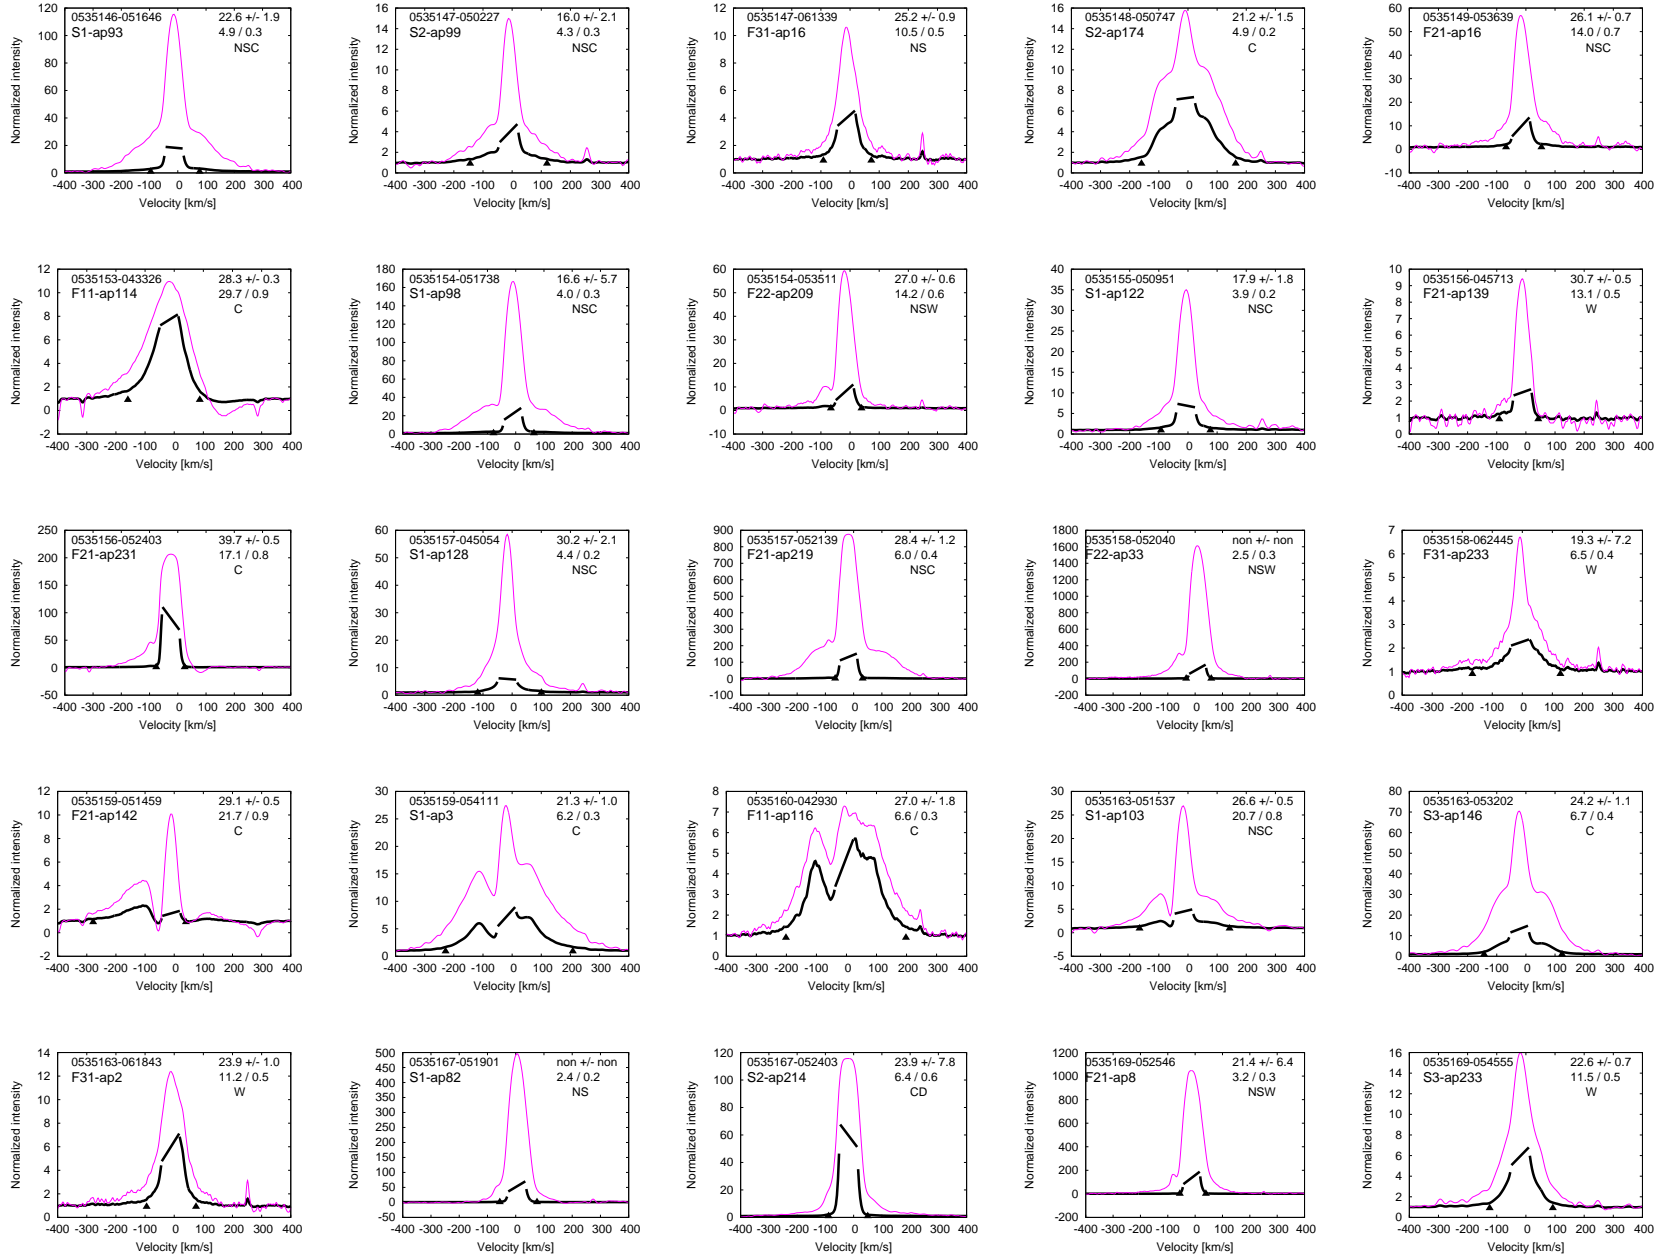 0535146-051646 22.6 +/- 1.9
S1-ap93 4.9 / 0.3
NSC
0535147-050227 16.0 +/- 2.1
S2-ap99 4.3 / 0.3
NSC
0535147-061339 25.2 +/- 0.9
F31-ap16 10.5 / 0.5
NS
0535148-050747 21.2 +/- 1.5
S2-ap174 4.9 / 0.2
C
0535149-053639 26.1 +/- 0.7
F21-ap16 14.0 / 0.7
NSC
Normalized intensity
Velocity [km/s]
0535153-043326 28.3 +/- 0.3
F11-ap114 29.7 / 0.9
C
0535154-051738 16.6 +/- 5.7
S1-ap98 4.0 / 0.3
NSC
0535154-053511 27.0 +/- 0.6
F22-ap209 14.2 / 0.6
NSW
0535155-050951 17.9 +/- 1.8
S1-ap122 3.9 / 0.2
NSC
0535156-045713 30.7 +/- 0.5
F21-ap139 13.1 / 0.5
W
Normalized intensity
Velocity [km/s]
0535156-052403 39.7 +/- 0.5
F21-ap231 17.1 / 0.8
C
0535157-045054 30.2 +/- 2.1
S1-ap128 4.4 / 0.2
NSC
0535157-052139 28.4 +/- 1.2
F21-ap219 6.0 / 0.4
NSC
0535158-052040 non +/- non
F22-ap33 2.5 / 0.3
NSW
0535158-062445 19.3 +/- 7.2
F31-ap233 6.5 / 0.4
W
Normalized intensity
Velocity [km/s]
0535159-051459 29.1 +/- 0.5
F21-ap142 21.7 / 0.9
C
0535159-054111 21.3 +/- 1.0
S1-ap3 6.2 / 0.3
C
0535160-042930 27.0 +/- 1.8
F11-ap116 6.6 / 0.3
C
0535163-051537 26.6 +/- 0.5
S1-ap103 20.7 / 0.8
NSC
0535163-053202 24.2 +/- 1.1
S3-ap146 6.7 / 0.4
C
Normalized intensity
Velocity [km/s]
0535163-061843 23.9 +/- 1.0
F31-ap2 11.2 / 0.5
W
0535167-051901 non +/- non
S1-ap82 2.4 / 0.2
NS
0535167-052403 23.9 +/- 7.8
S2-ap214 6.4 / 0.6
CD
0535169-052546 21.4 +/- 6.4
F21-ap8 3.2 / 0.3
NSW
0535169-054555 22.6 +/- 0.7
S3-ap233 11.5 / 0.5
W
Normalized intensity
Velocity [km/s]